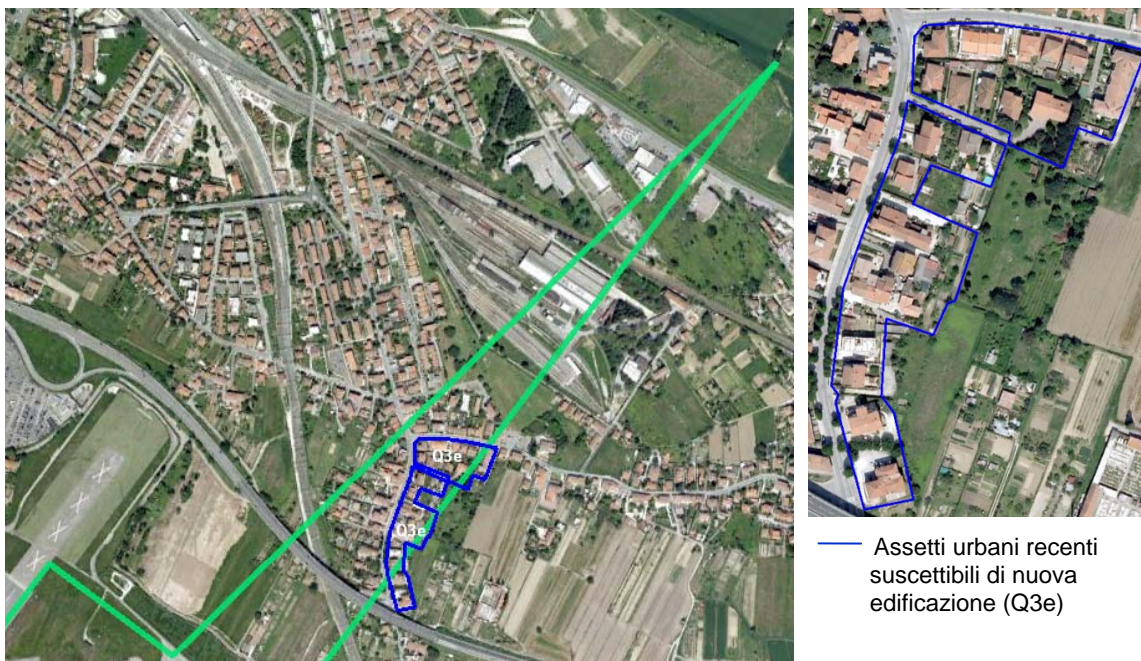 Q3e
Q3e
Assetti urbani recenti
suscettibili di nuova
edificazione (Q3e)